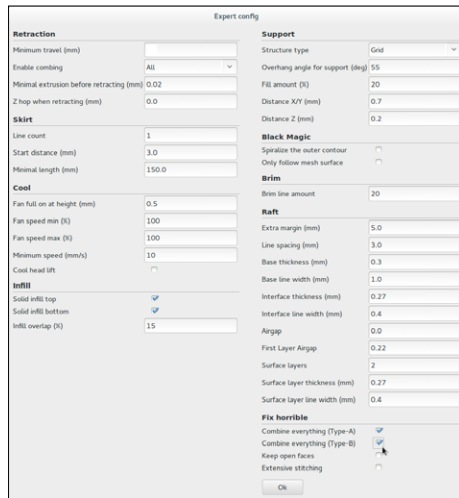 Expert config
Retraction
Minimum travel (mm)
Enable combing All
Minimal extrusion before retracting (mm) 0.02
Z hop when retracting (mm) 0.0
Skirt
Line count 1
Start distance (mm) 3.0
Minimal length (mm) 150.0
Cool
Fan full on at height (mm) 0.5
Fan speed min (%) 100
Fan speed max (%) 100
Minimum speed (mm/s) 10
Cool head lift
Infill
Solid infill top
Solid infill bottom
Infill overlap (%) 15
Support
Structure type Grid
Overhang angle for support (deg) 55
Fill amount (%) 20
Distance X/Y (mm) 0.7
Distance Z (mm) 0.2
Black Magic
Spiralize the outer contour
Only follow mesh surface
Brim
Brim line amount 20
Raft
Extra margin (mm) 5.0
Line spacing (mm) 3.0
Base thickness (mm) 0.3
Base line width (mm) 1.0
Interface thickness (mm) 0.27
Interface line width (mm) 0.4
Airgap 0.0
First Layer Airgap 0.22
Surface layers 2
Surface layer thickness (mm) 0.27
Surface layer line width (mm) 0.4
Fix horrible
Combine everything (Type-A)
Combine everything (Type-B)
Keep open faces
Extensive stitching
Ok